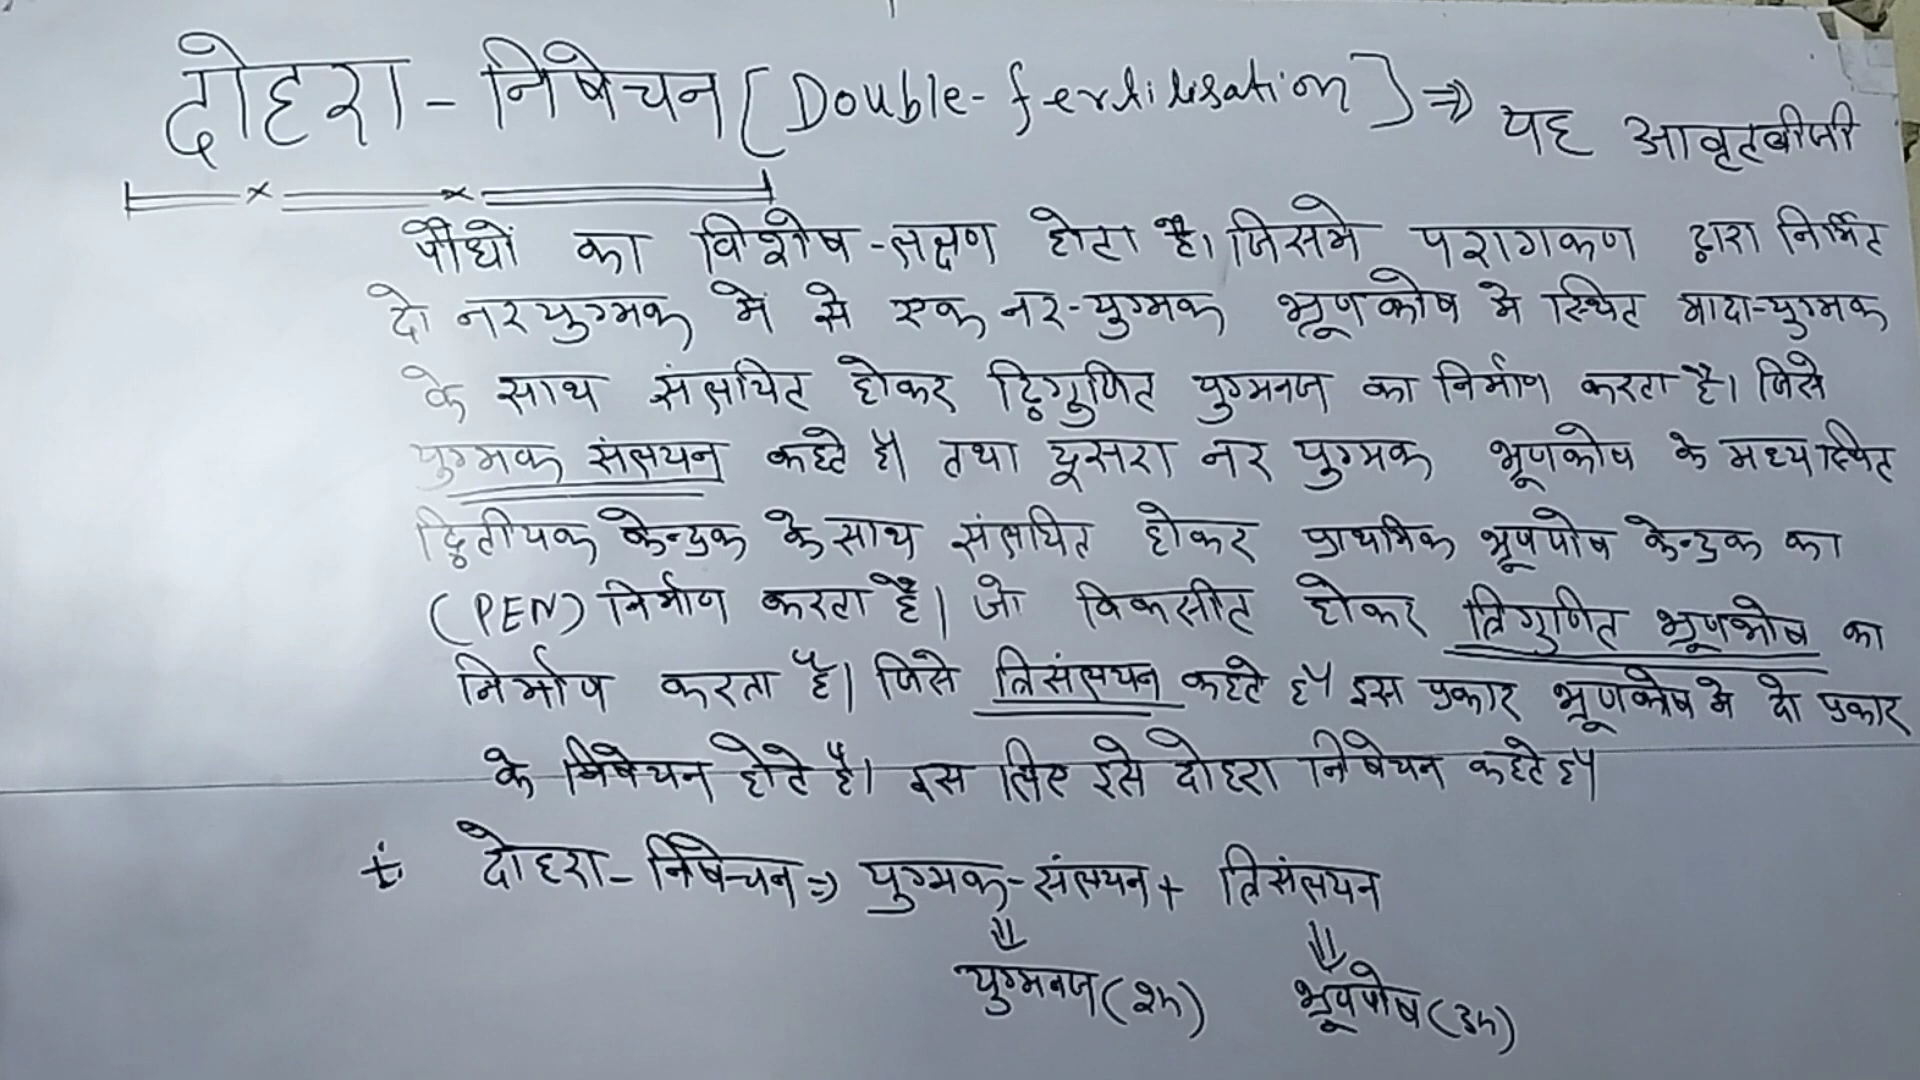 दोहरा-निषेचन [Double-fertilisation] ⇒ यह आवृतबीजी
पौधों का विशेष-लक्षण होता है। जिसमे परागकण द्वारा निर्मित
दो नरयुग्मक में से एक नर-युग्मक भ्रूणकोष मे स्थित मादा-युग्मक
के साथ संलयित होकर द्विगुणित युग्मनज का निर्माण करता है। जिसे
युग्मक संलयन कहते है। तथा दूसरा नर युग्मक भ्रूणकोष के मध्य स्थित
द्वितीयक केन्द्रक के साथ संलयित होकर प्राथमिक भ्रूणपोष केन्द्रक का
(PEN) निर्माण करता है। जो विकसीत होकर त्रिगुणित भ्रूणकोष का
निर्माण करता है। जिसे त्रिसंलयन कहते है। इस प्रकार भ्रूणकोष मे दो प्रकार
के निषेचन होते है। इस लिए इसे दोहरा निषेचन कहते है।
दोहरा-निषेचन ⇒ युग्मक-संलयन + त्रिसंलयन
युग्मनज (2n) भ्रूणपोष (3n)